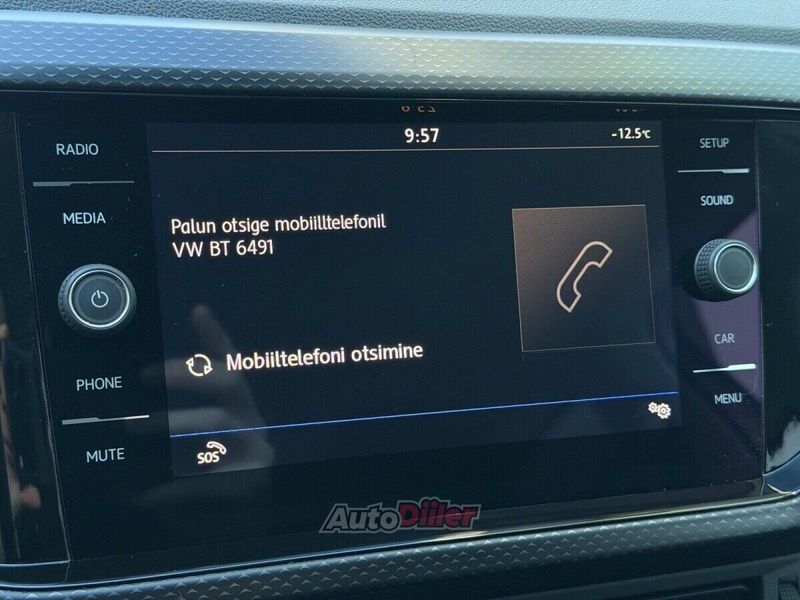 9:57
-12.5°C
RADIO
MEDIA
PHONE
MUTE
Palun otsige mobiilltelefonil
VW BT 6491
Mobiiltelefoni otsimine
SOS
SETUP
SOUND
CAR
MENU
AutoDiiler